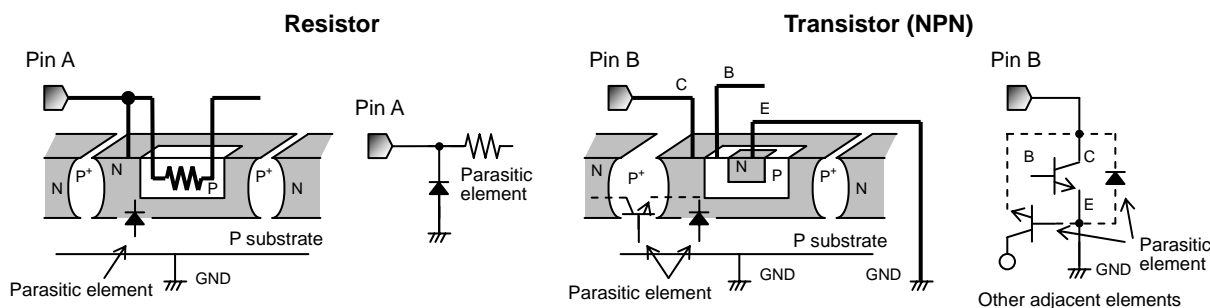 Resistor
Transistor (NPN)
Pin A
Pin A
Pin B
Pin B
C
B
E
N
P+
N
P
P+
N
Parasitic
element
P substrate
GND
Parasitic element
N
P+
N
N
P
P+
N
P substrate
GND
GND
Parasitic element
B
C
E
GND
Parasitic
element
Other adjacent elements